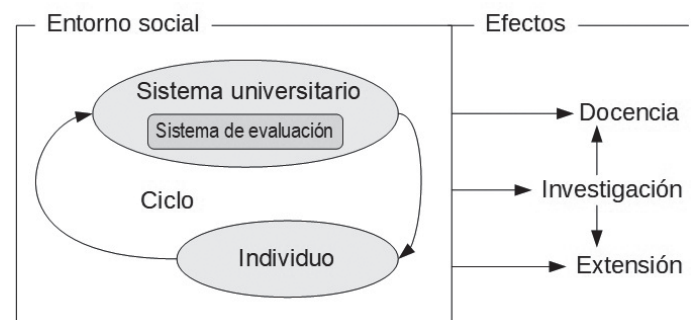 Entorno social
Efectos
Sistema universitario
Sistema de evaluación
Docencia
Ciclo
Investigación
Individuo
Extensión